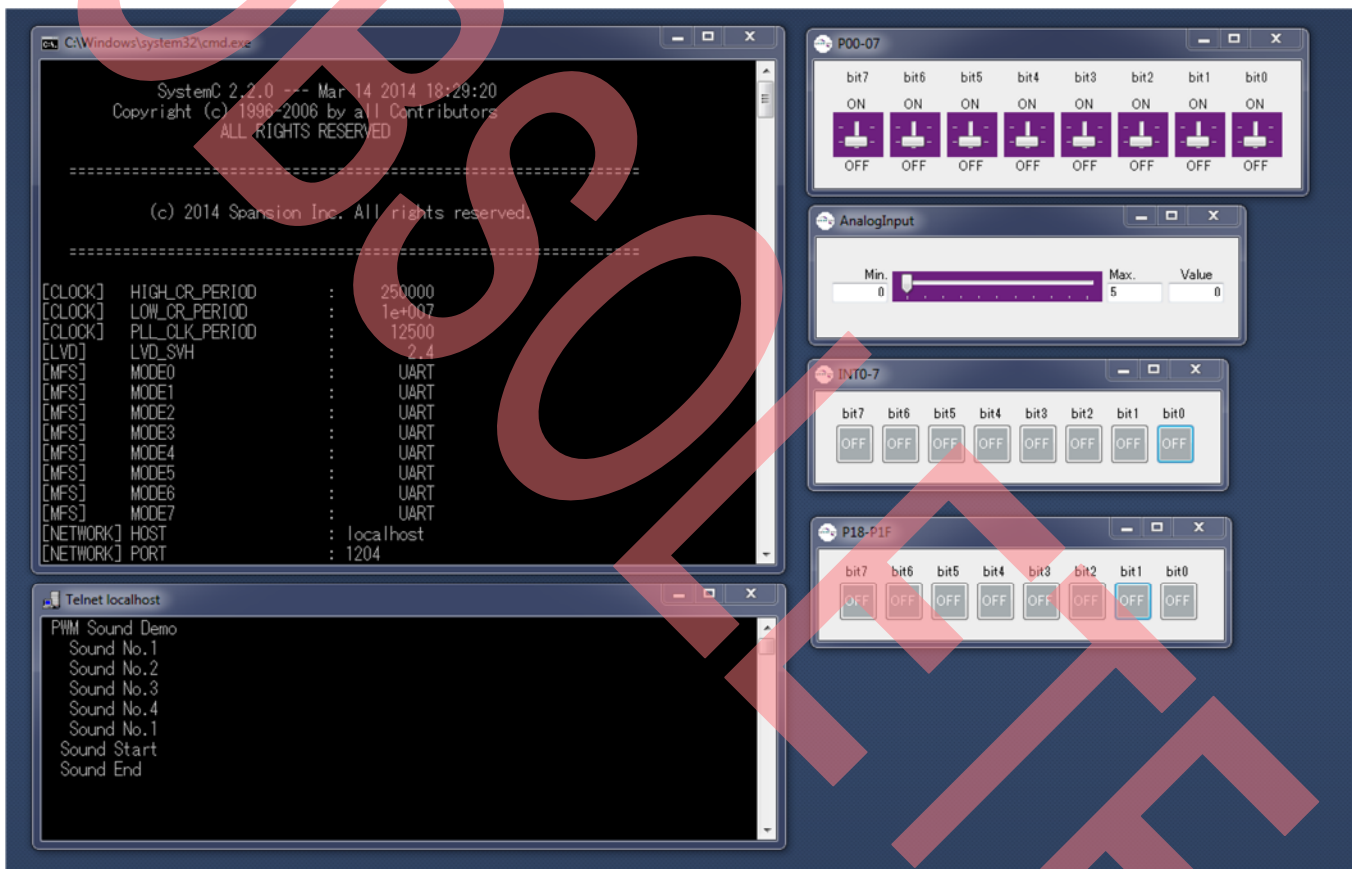 C:\Windows\system32\cmd.exe
SystemC 2.2.0 --- Mar 14 2014 18:29:20
Copyright (c) 1996-2006 by all Contributors
ALL RIGHTS RESERVED
================================================================
(c) 2014 Spansion Inc. All rights reserved.
================================================================
[CLOCK] HIGH_CR_PERIOD : 250000
[CLOCK] LOW_CR_PERIOD : 1e+007
[CLOCK] PLL_CLK_PERIOD : 12500
[LVD] LVD_SVH : 2.4
[MFS] MODE0 : UART
[MFS] MODE1 : UART
[MFS] MODE2 : UART
[MFS] MODE3 : UART
[MFS] MODE4 : UART
[MFS] MODE5 : UART
[MFS] MODE6 : UART
[MFS] MODE7 : UART
[NETWORK] HOST : localhost
[NETWORK] PORT : 1204
Telnet localhost
PWM Sound Demo
Sound No.1
Sound No.2
Sound No.3
Sound No.4
Sound No.1
Sound Start
Sound End
P00-07
bit7 bit6 bit5 bit4 bit3 bit2 bit1 bit0
ON ON ON ON ON ON ON ON
OFF OFF OFF OFF OFF OFF OFF OFF
AnalogInput
Min. Max. Value
0 5 0
INT0-7
bit7 bit6 bit5 bit4 bit3 bit2 bit1 bit0
OFF OFF OFF OFF OFF OFF OFF OFF
P18-P1F
bit7 bit6 bit5 bit4 bit3 bit2 bit1 bit0
OFF OFF OFF OFF OFF OFF OFF OFF
OBSOLETE